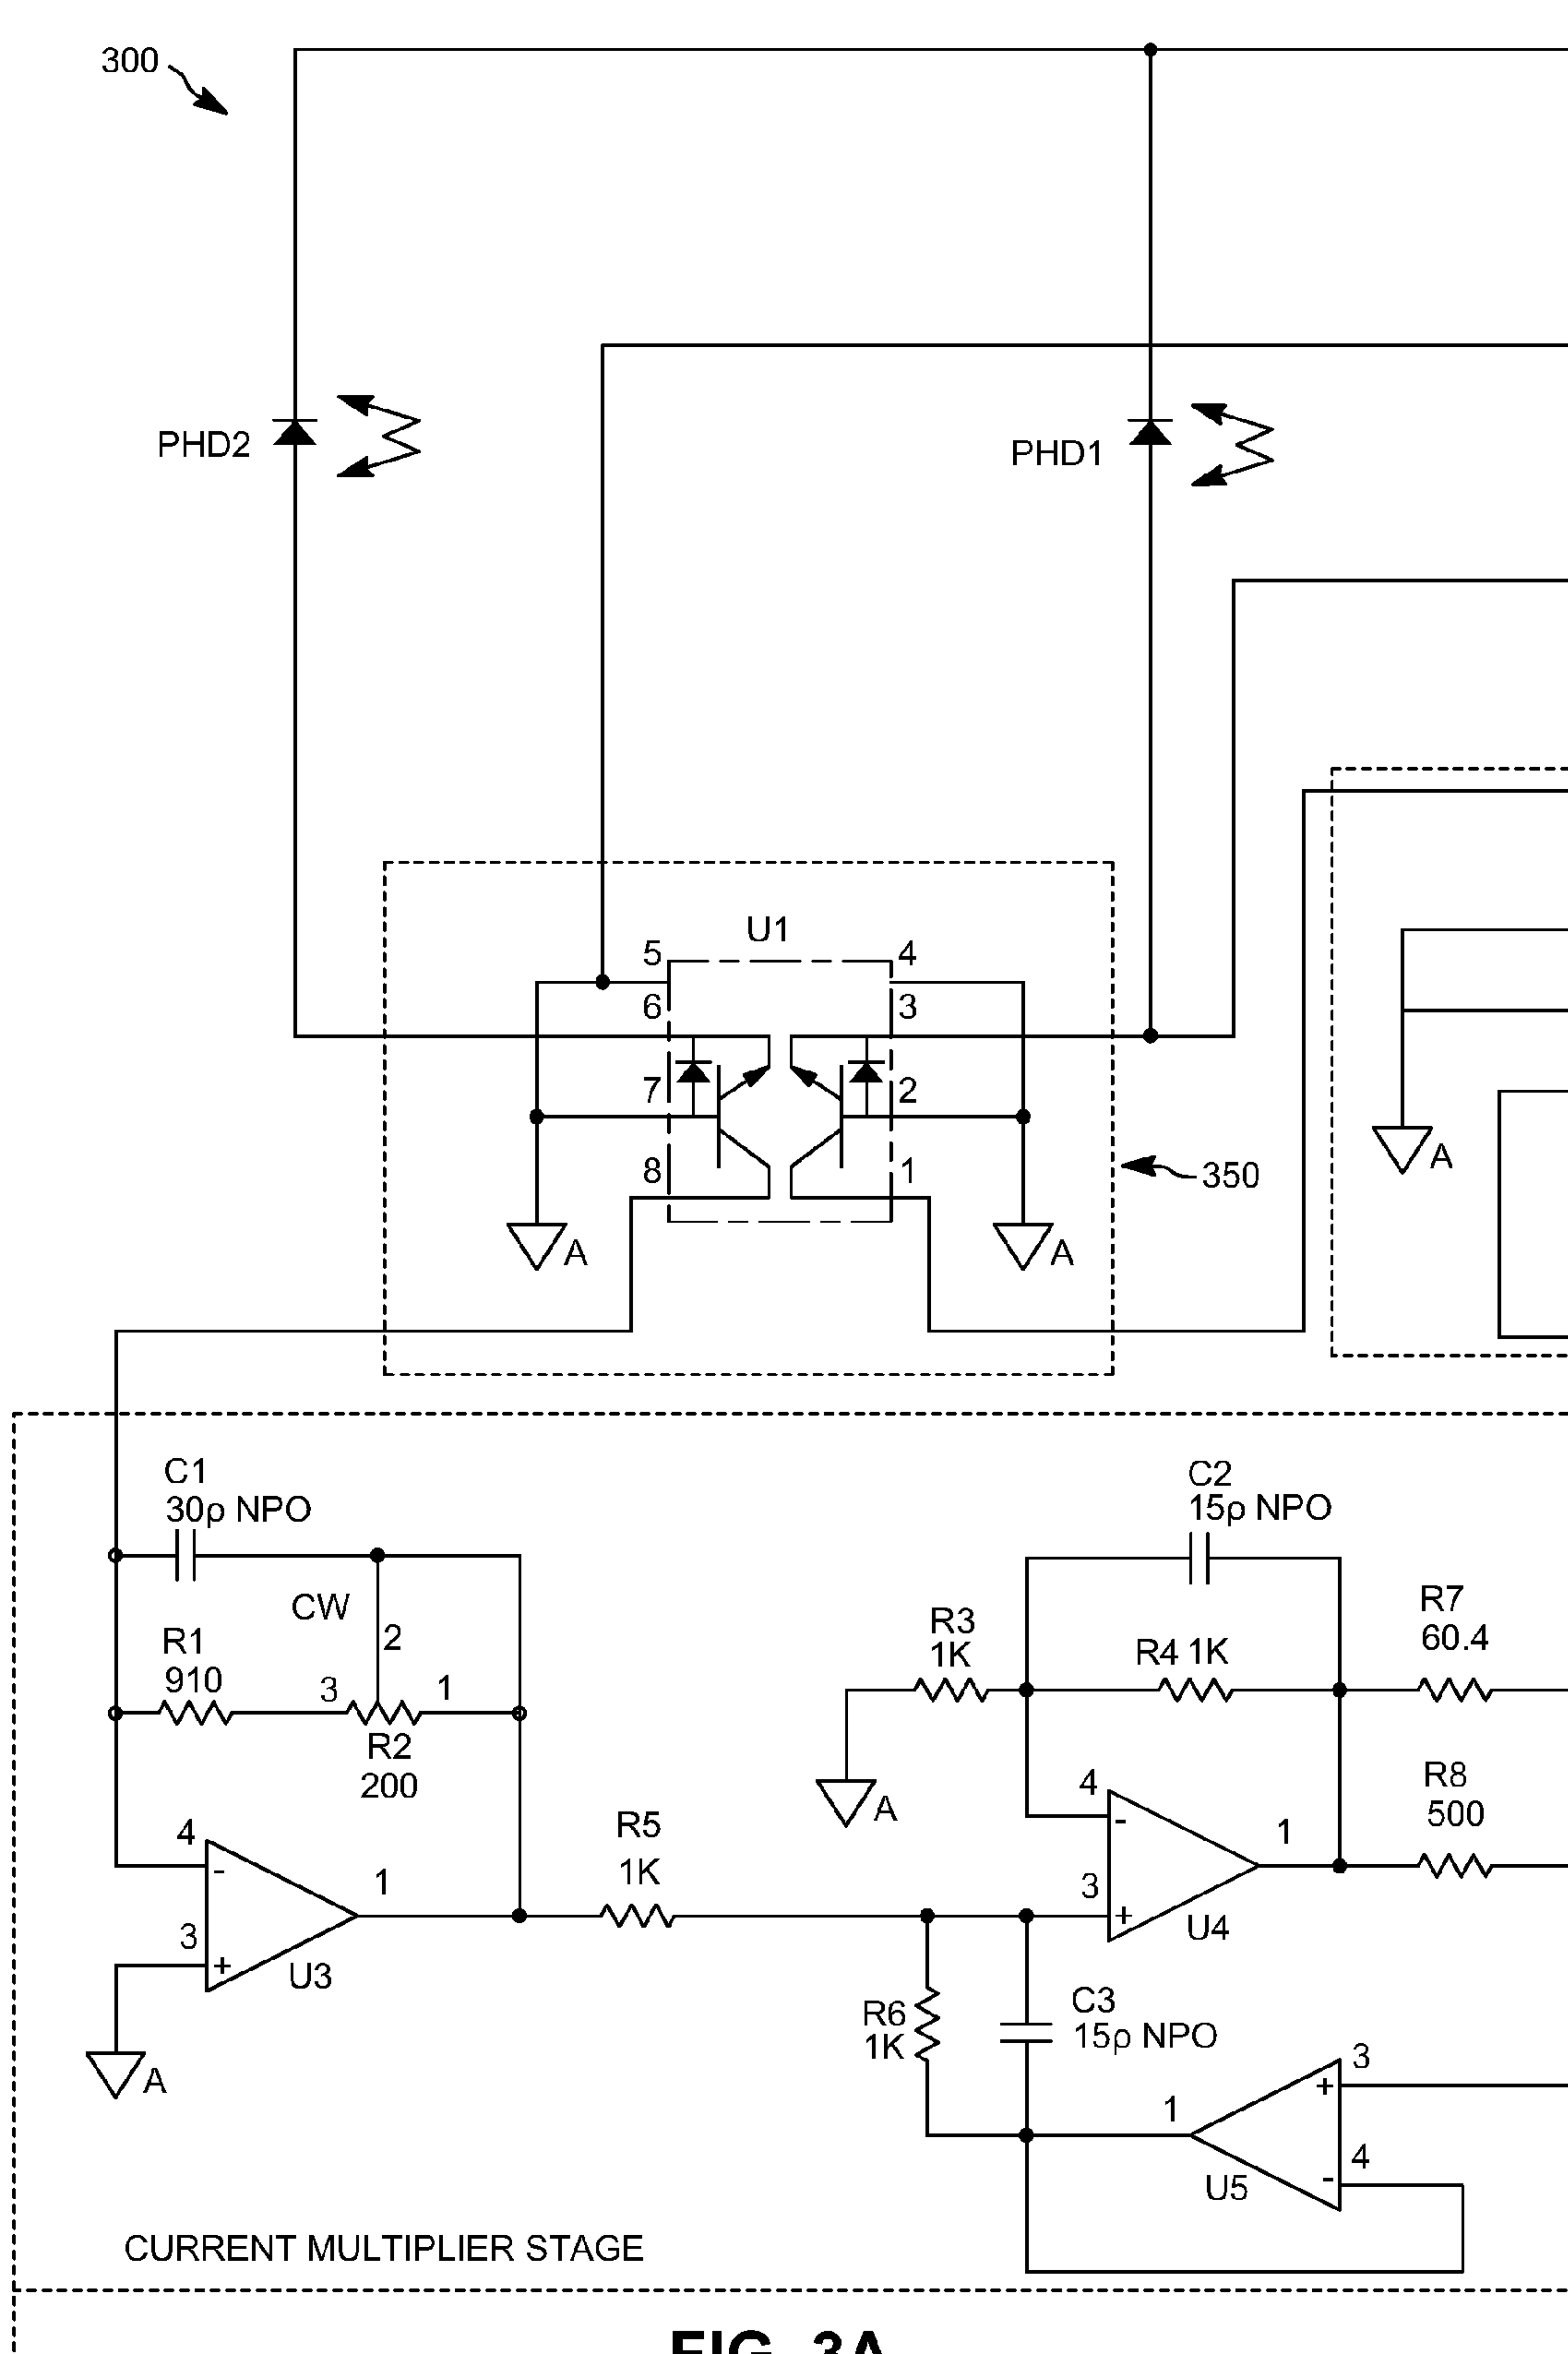 300
PHD2
PHD1
U1
5
4
6
3
7
2
8
1
A
A
350
A
C1
30p NPO
CW
2
R1
910
3
1
R2
200
C2
15p NPO
R3
1K
R4 1K
R7
60.4
A
R8
500
4
1
3
U3
A
R5
1K
4
3
1
U4
R6
1K
C3
15p NPO
3
1
4
U5
-
+
-
+
+
-
CURRENT MULTIPLIER STAGE
FIG. 3A